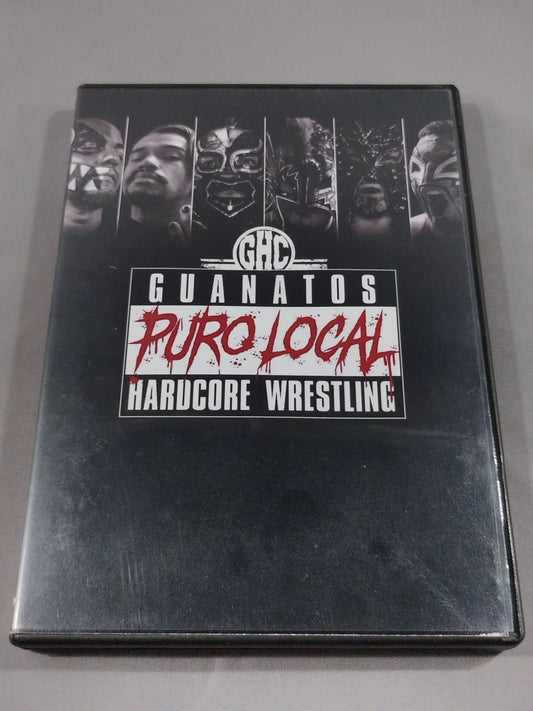 GHC
GUANATOS
PURO LOCAL
HARDCORE WRESTLING